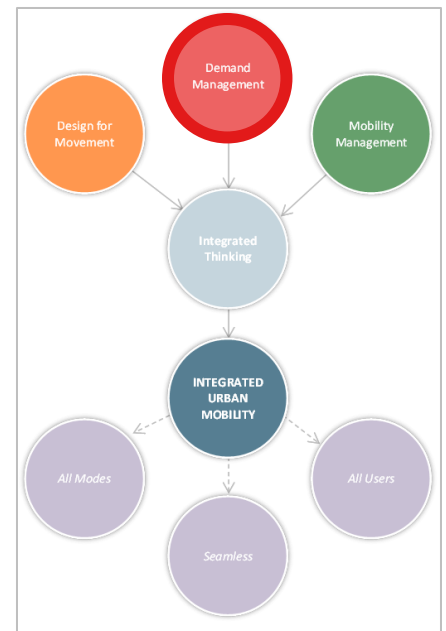 Demand
Management
Design for
Movement
Mobility
Management
Integrated
Thinking
INTEGRATED
URBAN
MOBILITY
All Modes
All Users
Seamless